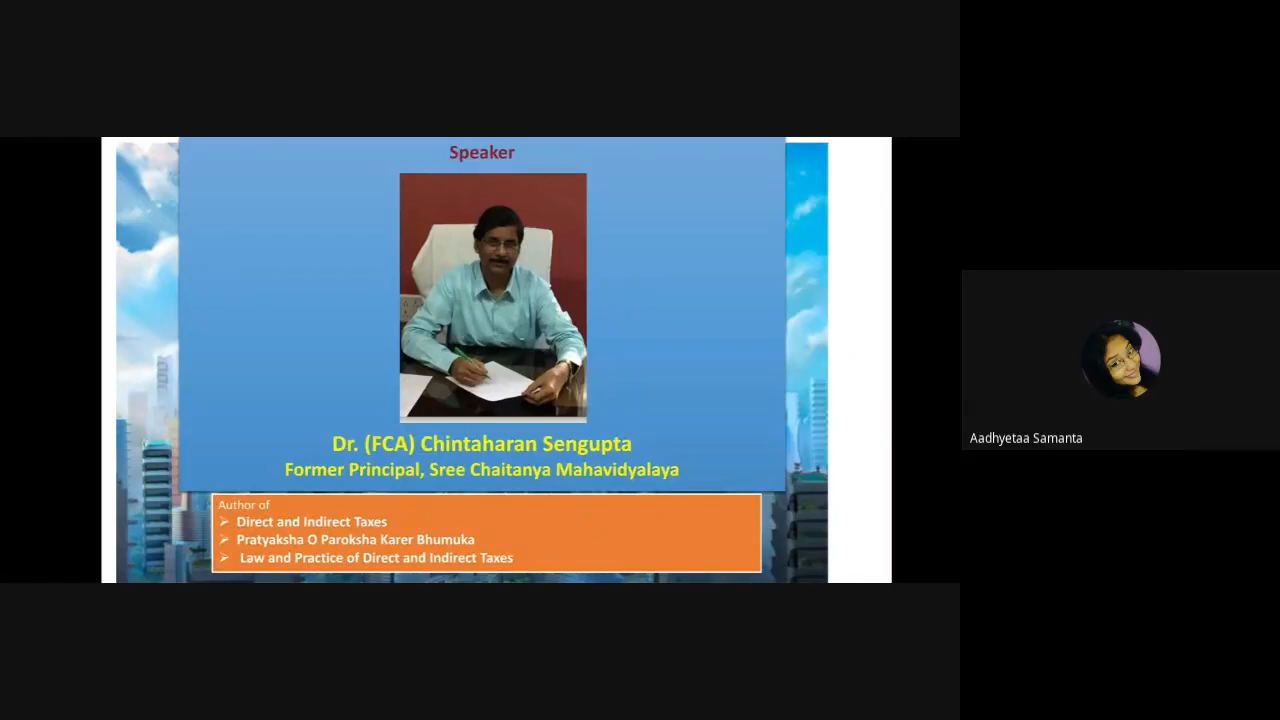 Speaker
Dr. (FCA) Chintaharan Sengupta
Former Principal, Sree Chaitanya Mahavidyalaya
Author of
➢ Direct and Indirect Taxes
➢ Pratyaksha O Paroksha Karer Bhumuka
➢ Law and Practice of Direct and Indirect Taxes
Aadhyetaa Samanta